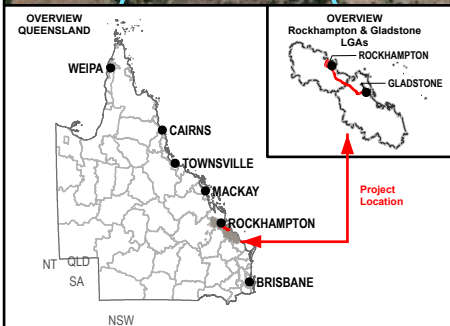 OVERVIEW
QUEENSLAND
WEIPA
CAIRNS
TOWNSVILLE
MACKAY
ROCKHAMPTON
BRISBANE
NT
QLD
SA
NSW
OVERVIEW
Rockhampton & Gladstone
LGAs
ROCKHAMPTON
GLADSTONE
Project
Location